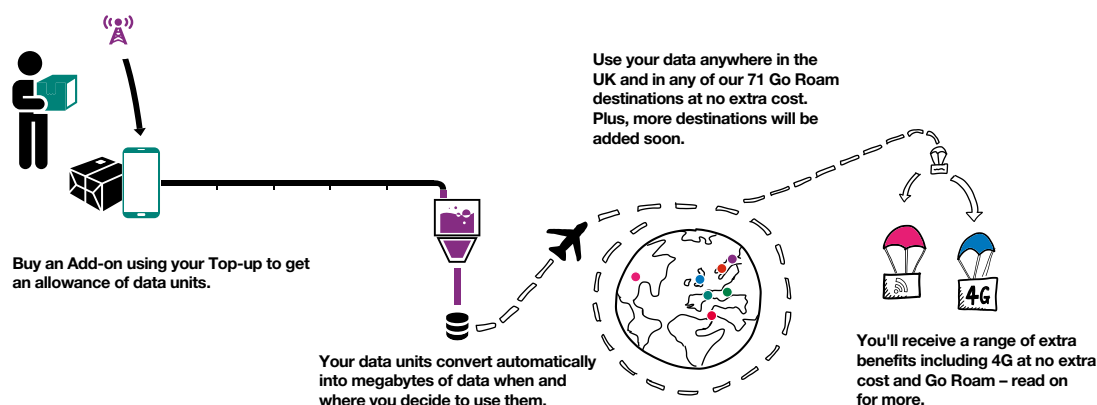 Buy an Add-on using your Top-up to get
an allowance of data units.
Your data units convert automatically
into megabytes of data when and
where you decide to use them.
Use your data anywhere in the
UK and in any of our 71 Go Roam
destinations at no extra cost.
Plus, more destinations will be
added soon.
4G
You'll receive a range of extra
benefits including 4G at no extra
cost and Go Roam – read on
for more.